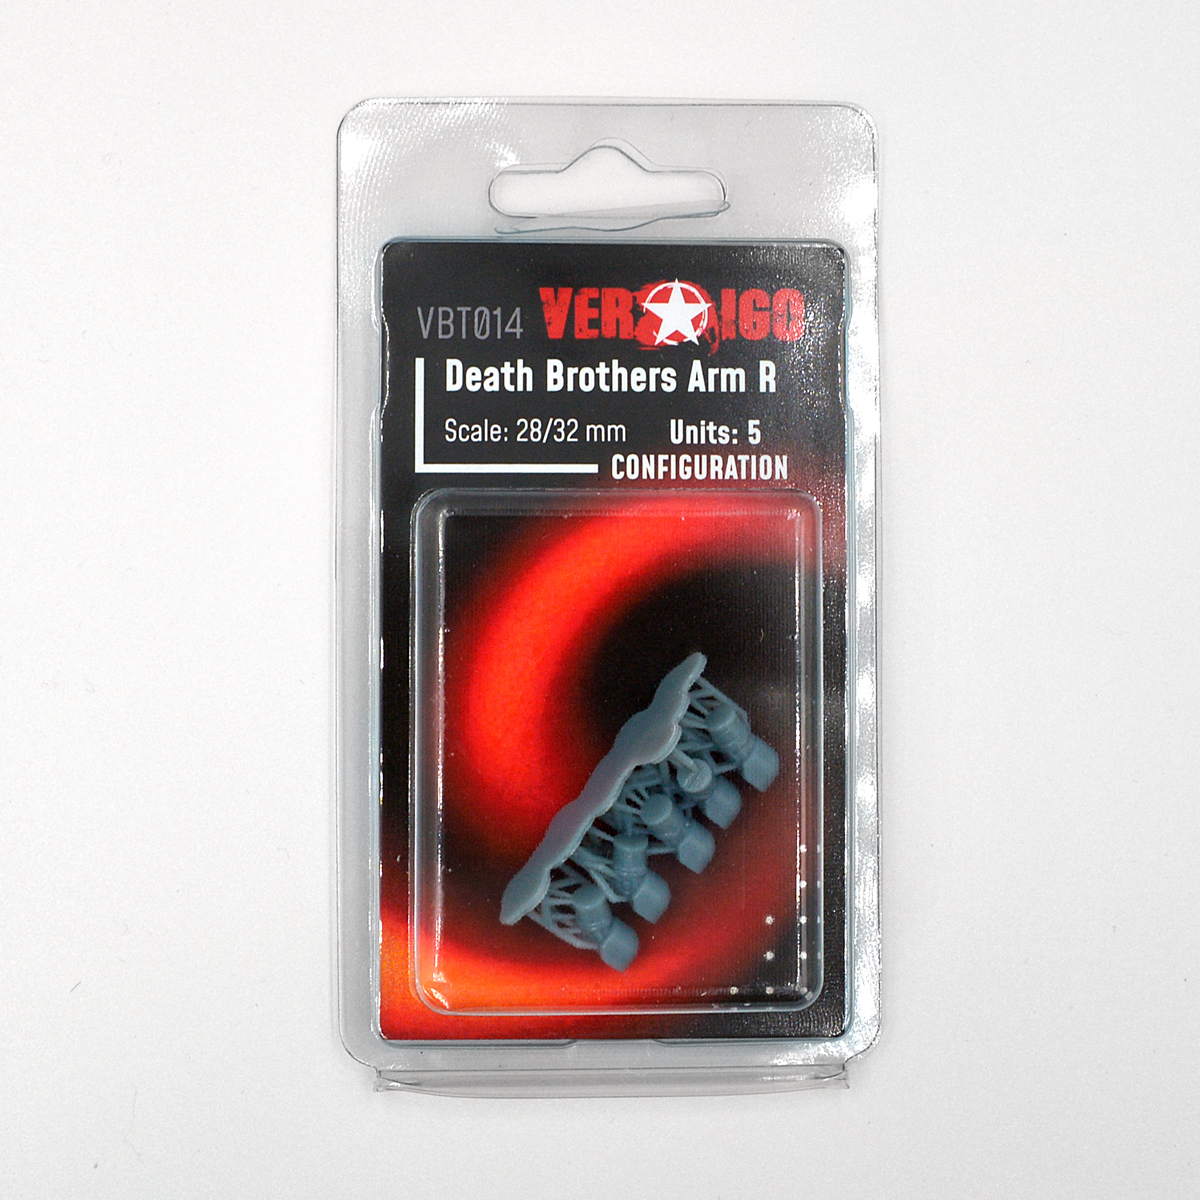 VBT014 VERTIGO
Death Brothers Arm R
Scale: 28/32 mm Units: 5
CONFIGURATION